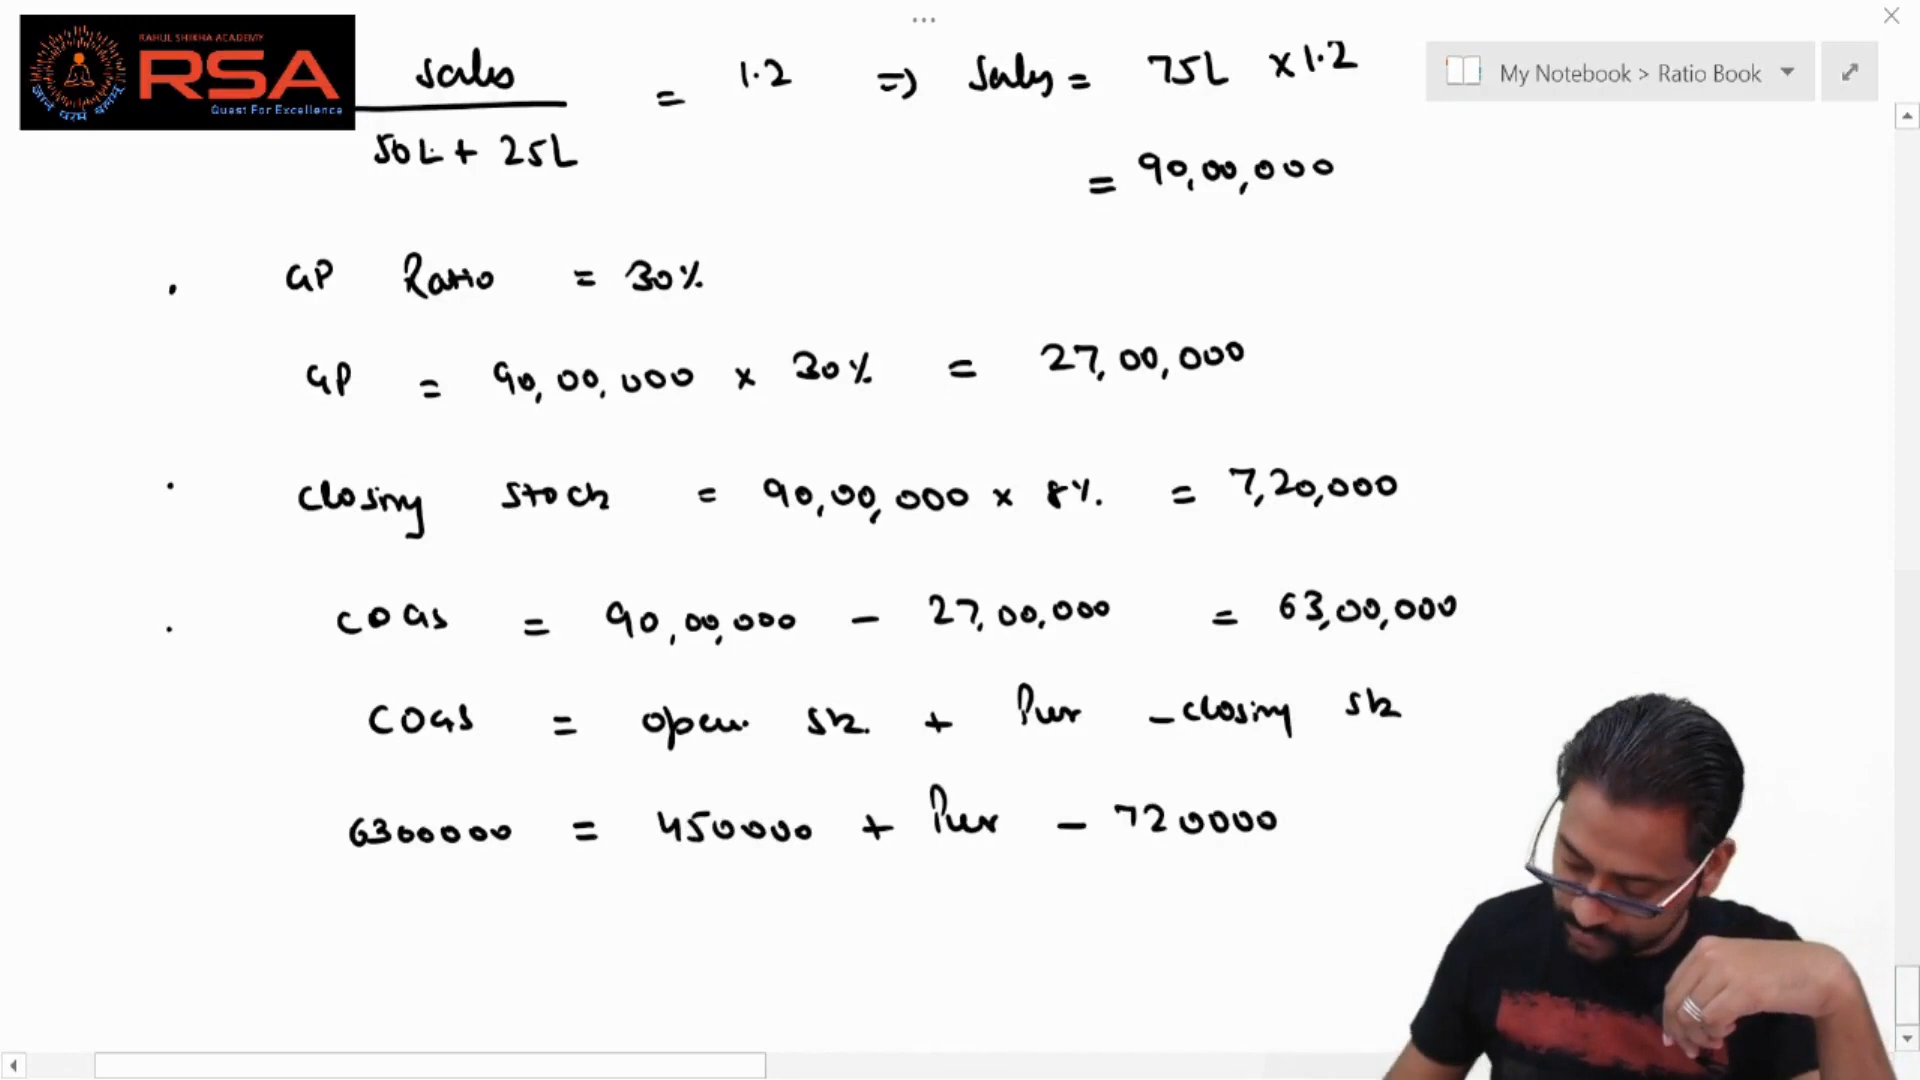 RAHUL SHIKHA ACADEMY
RSA
Quest For Excellence
My Notebook > Ratio Book
Sales / 50L + 25L = 1.2 => Sales = 75L x 1.2
= 90,00,000
. GP Ratio = 30%
GP = 90,00,000 x 30% = 27,00,000
. Closing Stock = 90,00,000 x 8% = 7,20,000
. COGS = 90,00,000 - 27,00,000 = 63,00,000
COGS = open. Stk. + Pur - closing Stk
6300000 = 450000 + Pur - 720000